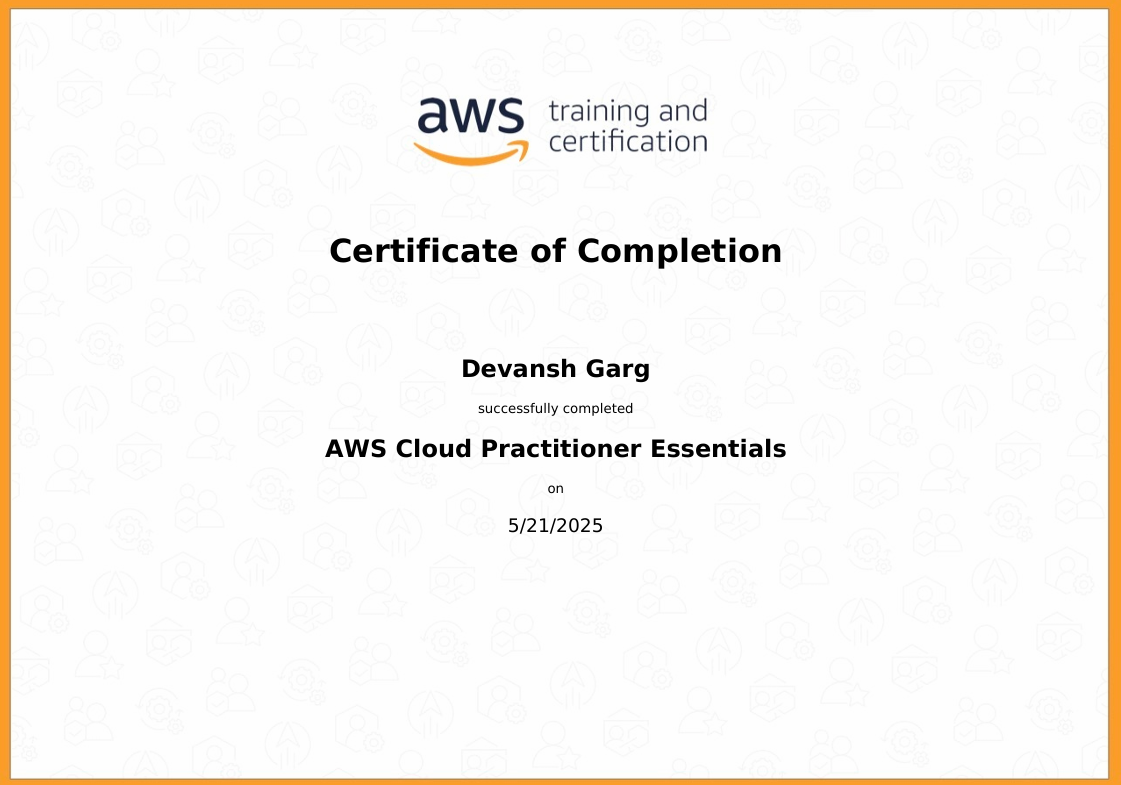 aws training and
certification
Certificate of Completion
Devansh Garg
successfully completed
AWS Cloud Practitioner Essentials
on
5/21/2025